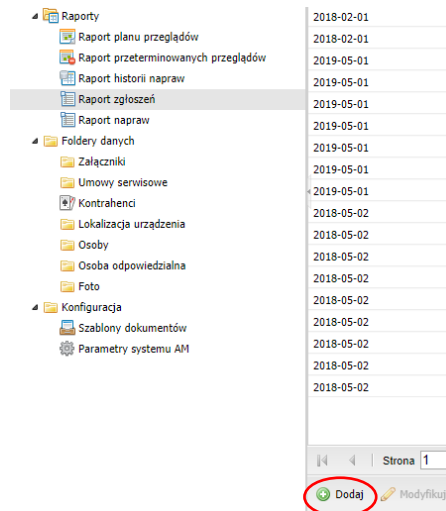 Raporty
Raport planu przeglądów
Raport przeterminowanych przeglądów
Raport historii napraw
Raport zgłoszeń
Raport napraw
Foldery danych
Załączniki
Umowy serwisowe
Kontrahenci
Lokalizacja urządzenia
Osoby
Osoba odpowiedzialna
Foto
Konfiguracja
Szablony dokumentów
Parametry systemu AM
2018-02-01
2018-02-01
2019-05-01
2019-05-01
2019-05-01
2019-05-01
2019-05-01
2019-05-01
2019-05-01
2018-05-02
2018-05-02
2018-05-02
2018-05-02
2018-05-02
2018-05-02
2018-05-02
2018-05-02
2018-05-02
Strona 1
Dodaj Modyfikuj